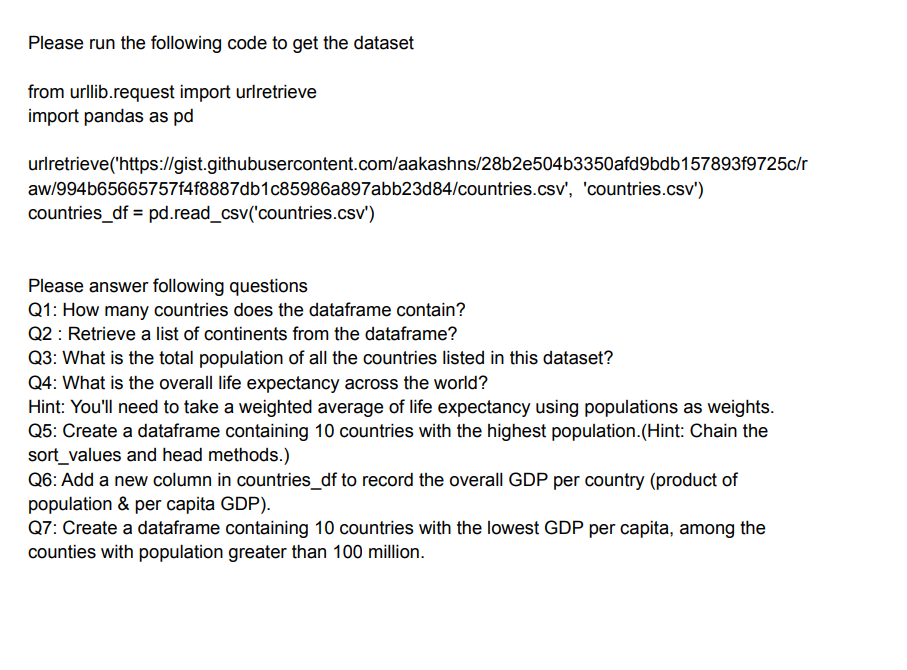 Please run the following code to get the dataset
from urllib.request import urlretrieve
import pandas as pd
urlretrieve('https://gist.githubusercontent.com/aakashns/28b2e504b3350afd9bdb157893f9725c/r
aw/994b65665757f4f8887db1c85986a897abb23d84/countries.csv', 'countries.csv')
countries_df = pd.read_csv('countries.csv')
Please answer following questions
Q1: How many countries does the dataframe contain?
Q2 : Retrieve a list of continents from the dataframe?
Q3: What is the total population of all the countries listed in this dataset?
Q4: What is the overall life expectancy across the world?
Hint: You'll need to take a weighted average of life expectancy using populations as weights.
Q5: Create a dataframe containing 10 countries with the highest population.(Hint: Chain the
sort_values and head methods.)
Q6: Add a new column in countries_df to record the overall GDP per country (product of
population & per capita GDP).
Q7: Create a dataframe containing 10 countries with the lowest GDP per capita, among the
counties with population greater than 100 million.